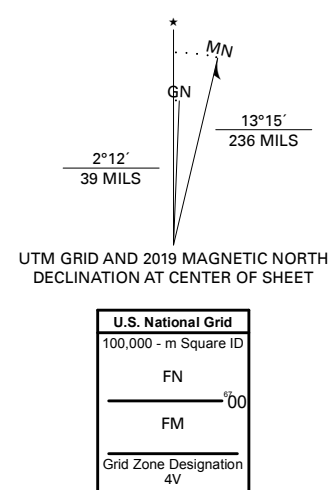 ★
MN
GN
13°15´
236 MILS
2°12´
39 MILS
UTM GRID AND 2019 MAGNETIC NORTH
DECLINATION AT CENTER OF SHEET
U.S. National Grid
100,000 - m Square ID
FN
⁶⁷00
FM
Grid Zone Designation
4V